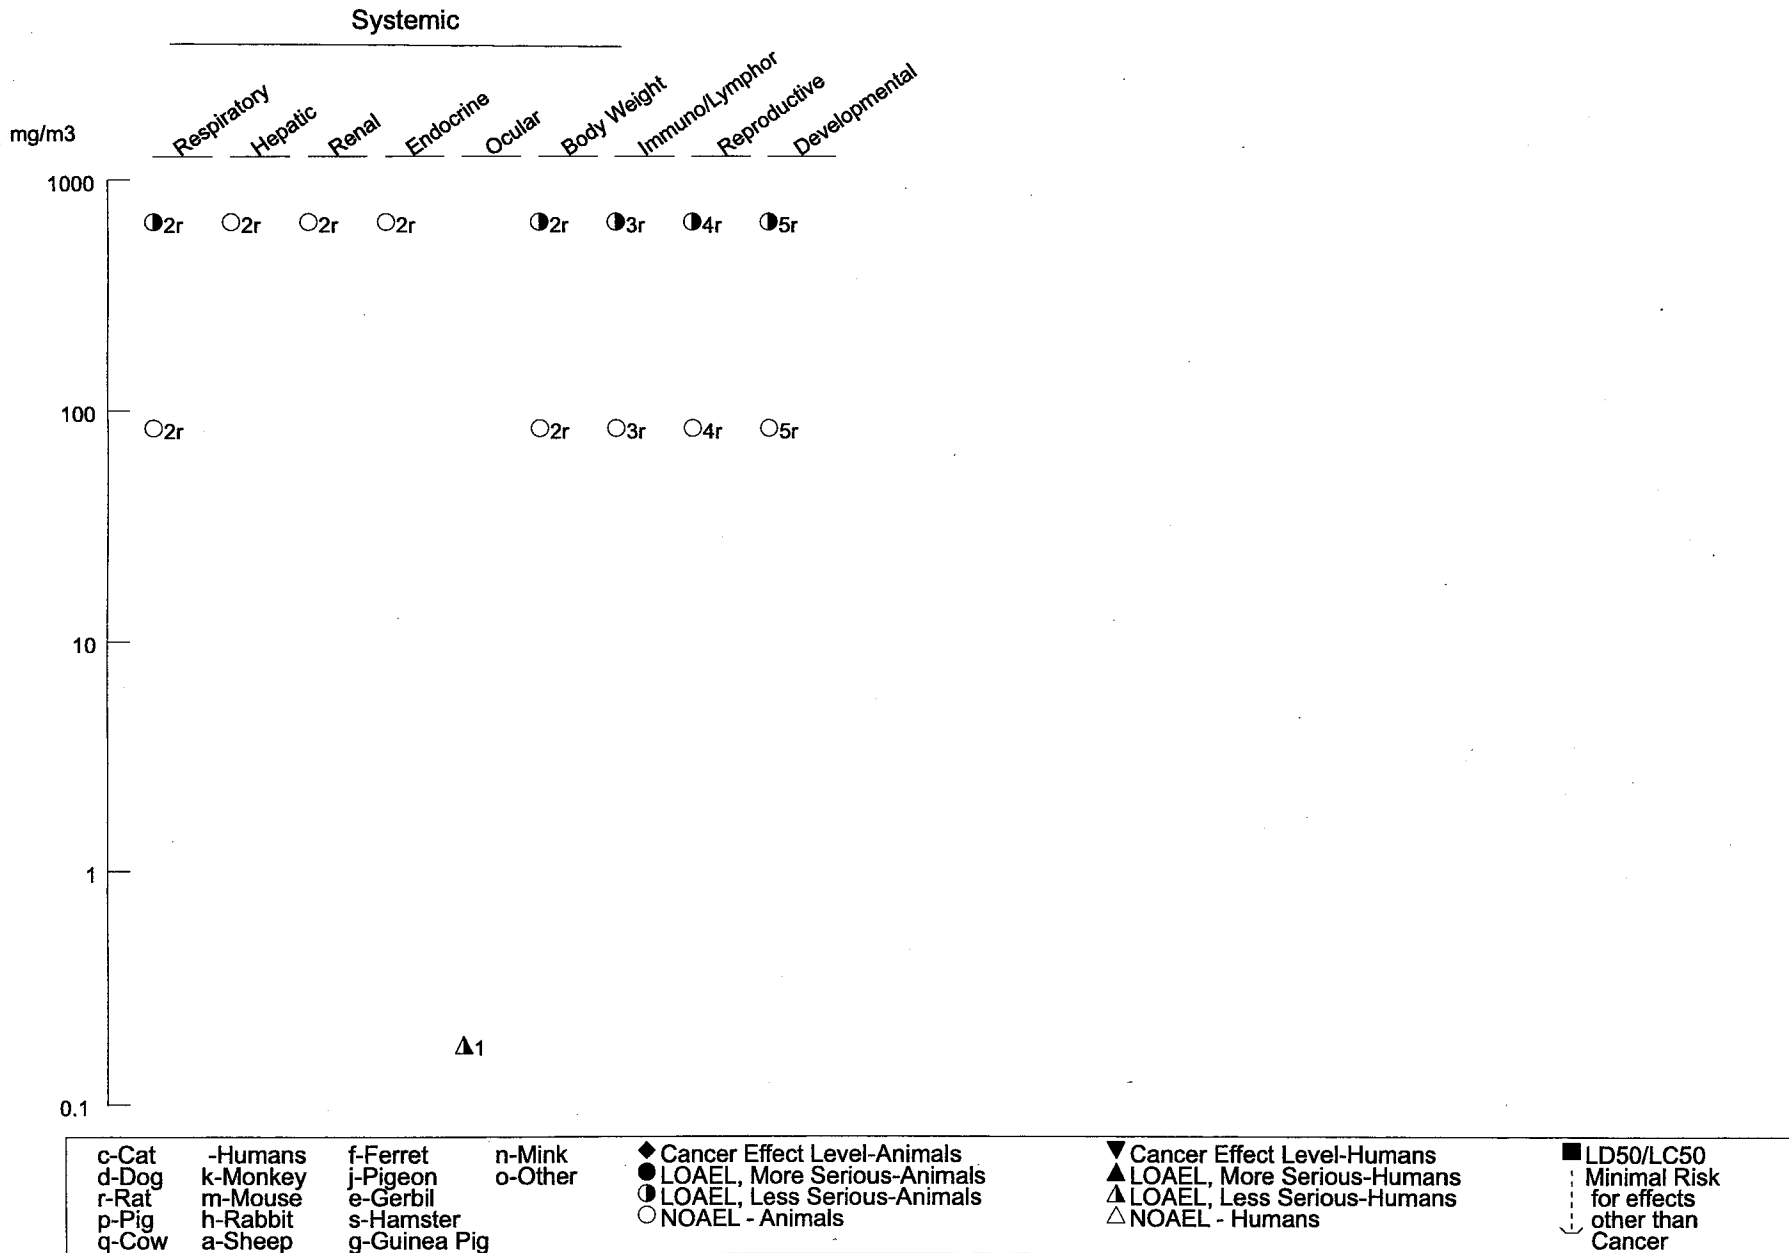 Systemic
mg/m3
Respiratory
Hepatic
Renal
Endocrine
Ocular
Body Weight
Immuno/Lymphor
Reproductive
Developmental
1000
2r 2r 2r 2r 2r 3r 4r 5r
100
2r 2r 3r 4r 5r
10
1
1
0.1
c-Cat -Humans f-Ferret n-Mink Cancer Effect Level-Animals Cancer Effect Level-Humans LD50/LC50
d-Dog k-Monkey j-Pigeon o-Other LOAEL, More Serious-Animals LOAEL, More Serious-Humans Minimal Risk
r-Rat m-Mouse e-Gerbil LOAEL, Less Serious-Animals LOAEL, Less Serious-Humans for effects
p-Pig h-Rabbit s-Hamster NOAEL - Animals NOAEL - Humans other than
q-Cow a-Sheep g-Guinea Pig Cancer